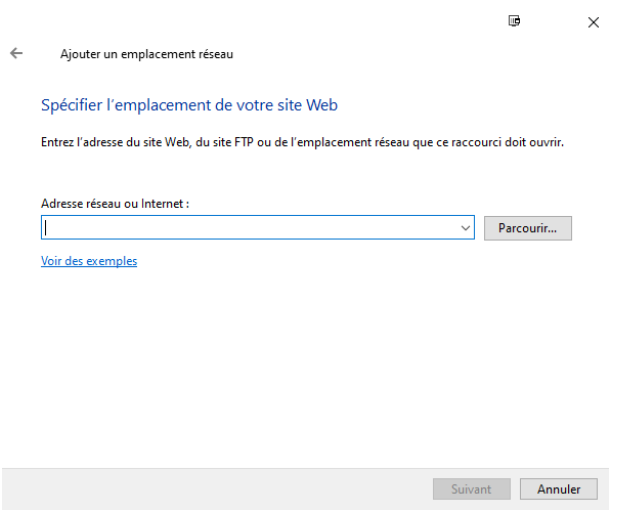 Ajouter un emplacement réseau
Spécifier l'emplacement de votre site Web
Entrez l'adresse du site Web, du site FTP ou de l'emplacement réseau que ce raccourci doit ouvrir.
Adresse réseau ou Internet :
Parcourir...
Voir des exemples
Suivant
Annuler